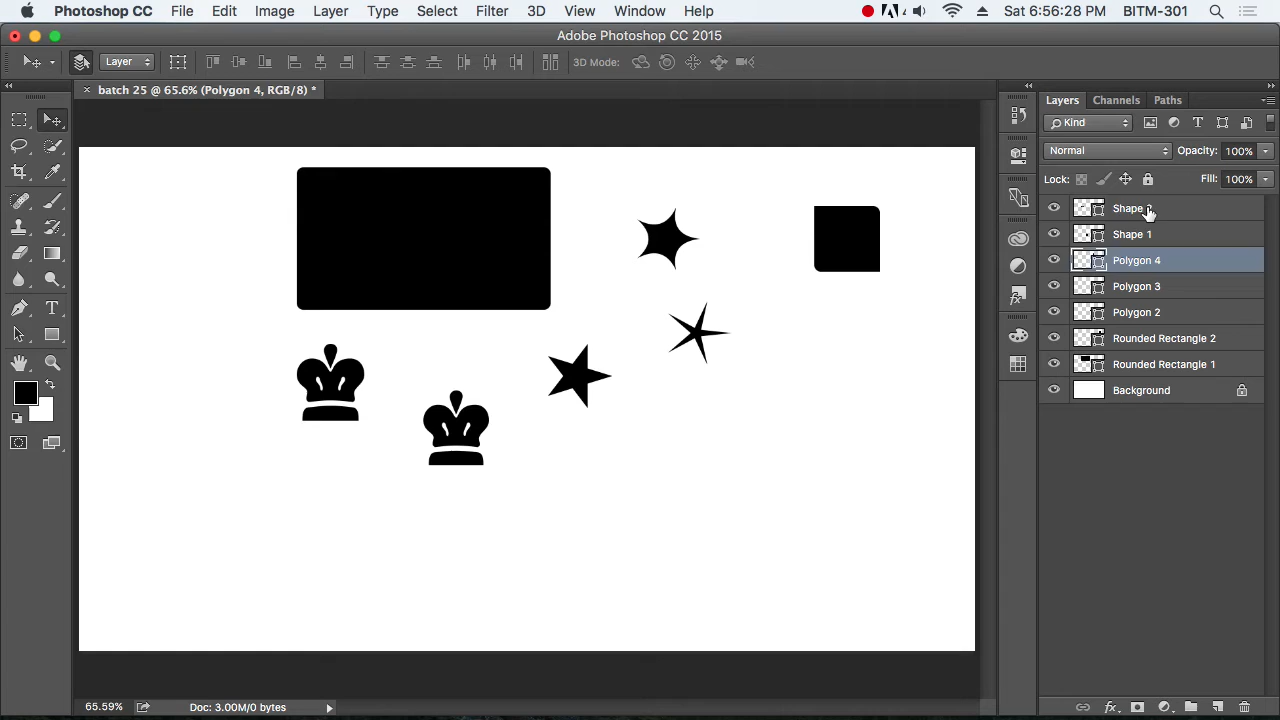 Photoshop CC File Edit Image Layer Type Select Filter 3D View Window Help 4 Sat 6:56:28 PM BITM-301
Adobe Photoshop CC 2015
Layer 3D Mode:
batch 25 @ 65.6% (Polygon 4, RGB/8) *
Layers Channels Paths
Kind
Normal Opacity: 100%
Lock: Fill: 100%
Shape
Shape 1
Polygon 4
Polygon 3
Polygon 2
Rounded Rectangle 2
Rounded Rectangle 1
Background
65.59% Doc: 3.00M/0 bytes